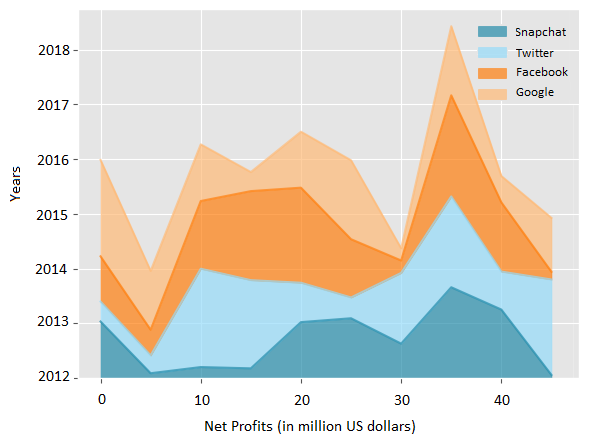 Snapchat
Twitter
Facebook
Google
2018
2017
2016
2015
2014
2013
2012
Years
0 10 20 30 40
Net Profits (in million US dollars)